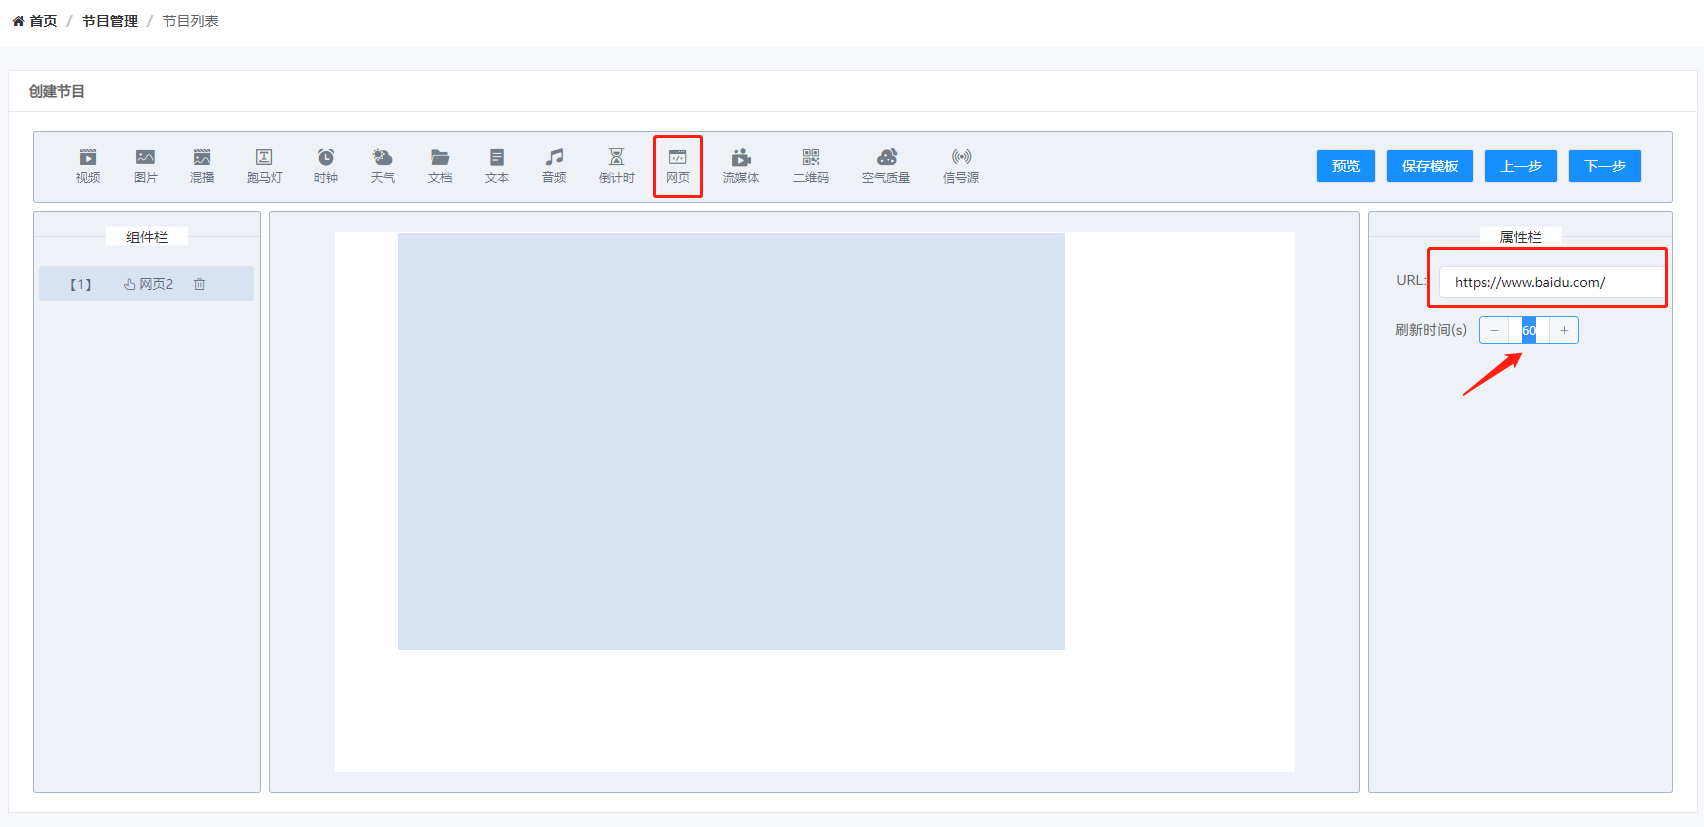 首页 / 节目管理 / 节目列表
创建节目
视频 图片 混播 跑马灯 时钟 天气 文档 文本 音频 倒计时 网页 流媒体 二维码 空气质量 信号源
预览 保存模板 上一步 下一步
组件栏
【1】 网页2
属性栏
URL: https://www.baidu.com/
刷新时间(s) − 60 +